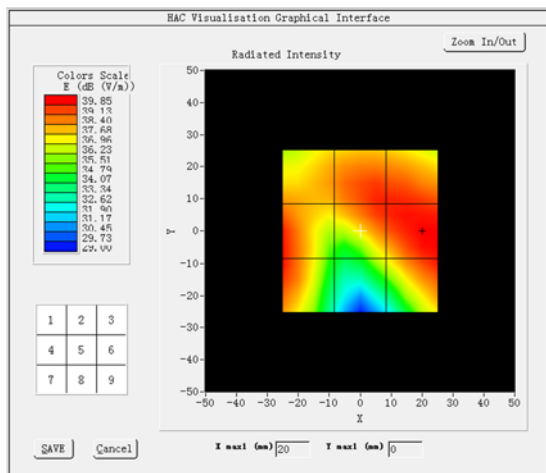 HAC Visualisation Graphical Interface
Zoom In/Out
Radiated Intensity
Colors Scale
E (dB (V/m))
39.85
39.13
38.40
37.68
36.96
36.23
35.51
34.79
34.07
33.34
32.62
31.90
31.17
30.45
29.73
29.00
50
40
30
20
10
0
-10
-20
-30
-40
-50
Y
-50 -40 -30 -20 -10 0 10 20 30 40 50
X
1 2 3
4 5 6
7 8 9
SAVE Cancel
X max1 (mm) 20 Y max1 (mm) 0